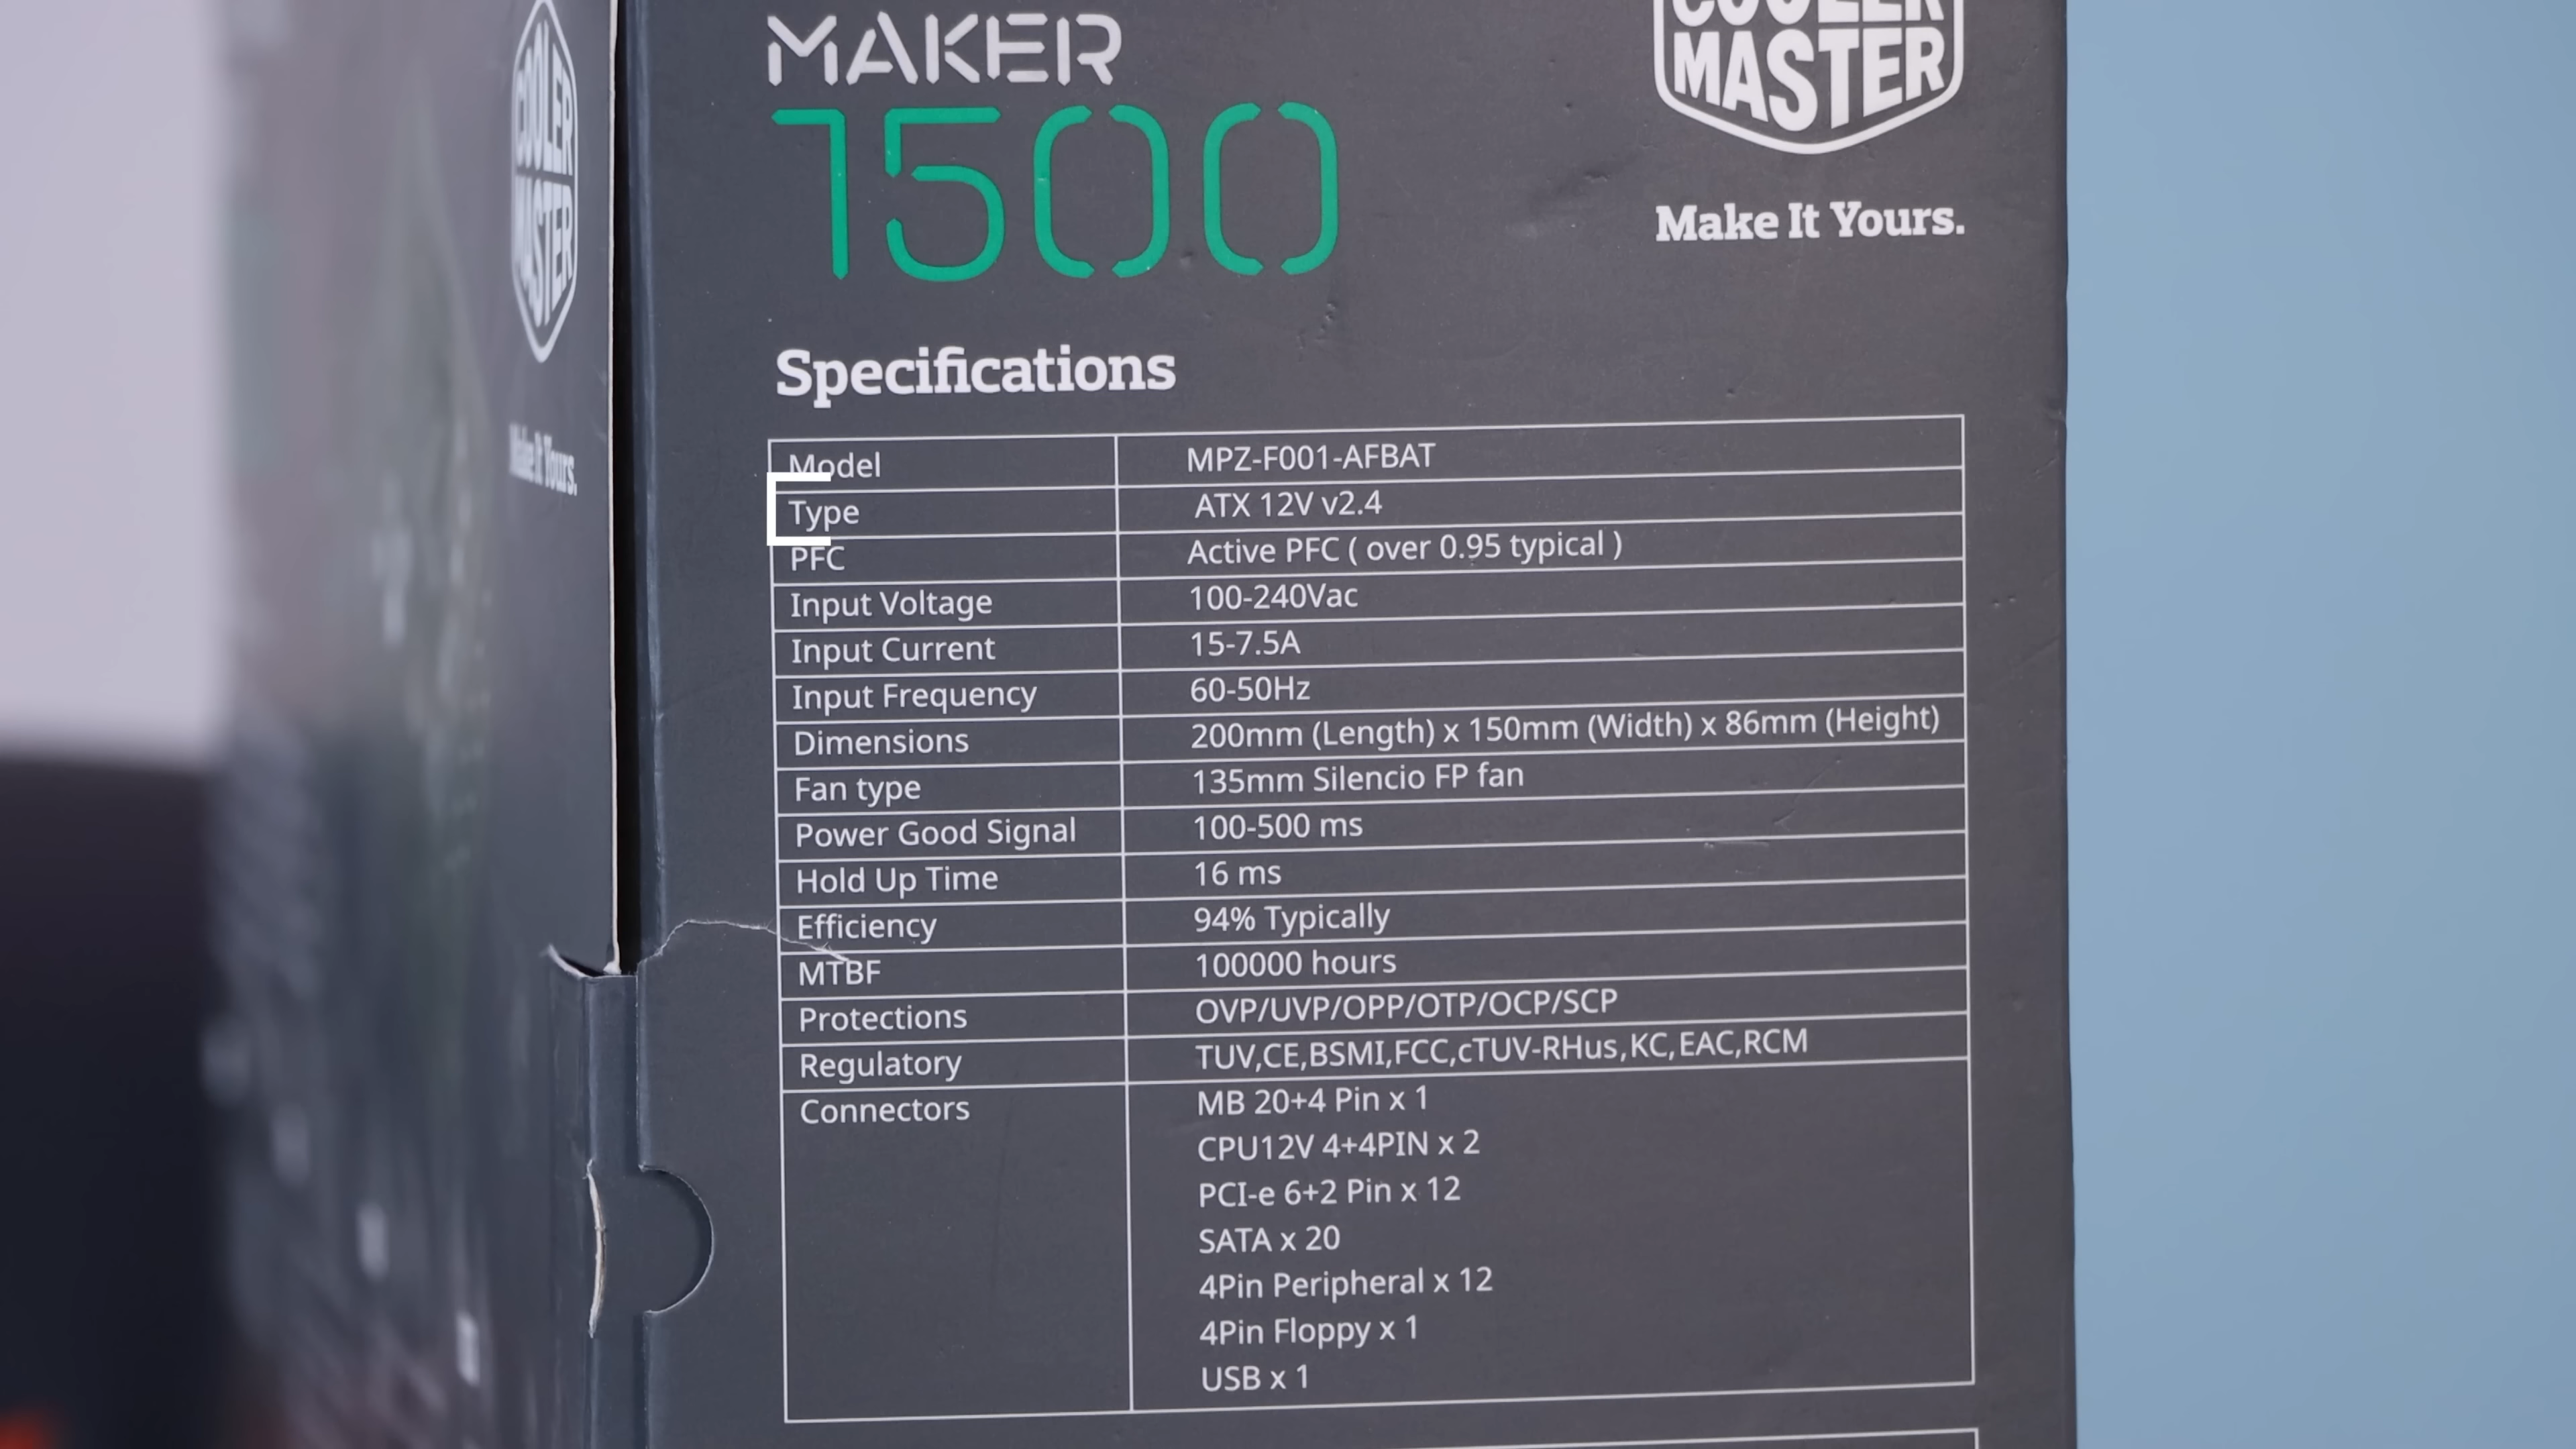 MAKER
1500
COOLER
MASTER
Make It Yours.
COOLER
MASTER
Make It Yours.
Specifications
Model MPZ-F001-AFBAT
Type ATX 12V v2.4
PFC Active PFC ( over 0.95 typical )
Input Voltage 100-240Vac
Input Current 15-7.5A
Input Frequency 60-50Hz
Dimensions 200mm (Length) x 150mm (Width) x 86mm (Height)
Fan type 135mm Silencio FP fan
Power Good Signal 100-500 ms
Hold Up Time 16 ms
Efficiency 94% Typically
MTBF 100000 hours
Protections OVP/UVP/OPP/OTP/OCP/SCP
Regulatory TUV,CE,BSMI,FCC,cTUV-RHus,KC,EAC,RCM
Connectors MB 20+4 Pin x 1
CPU12V 4+4PIN x 2
PCI-e 6+2 Pin x 12
SATA x 20
4Pin Peripheral x 12
4Pin Floppy x 1
USB x 1